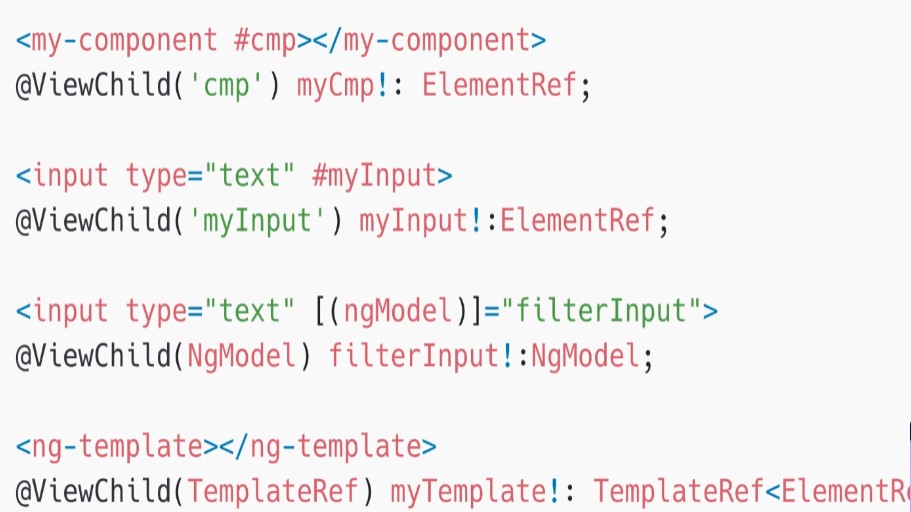 <my-component #cmp></my-component>
@ViewChild('cmp') myCmp!: ElementRef;
<input type="text" #myInput>
@ViewChild('myInput') myInput!:ElementRef;
<input type="text" [(ngModel)]="filterInput">
@ViewChild(NgModel) filterInput!:NgModel;
<ng-template></ng-template>
@ViewChild(TemplateRef) myTemplate!: TemplateRef<ElementR